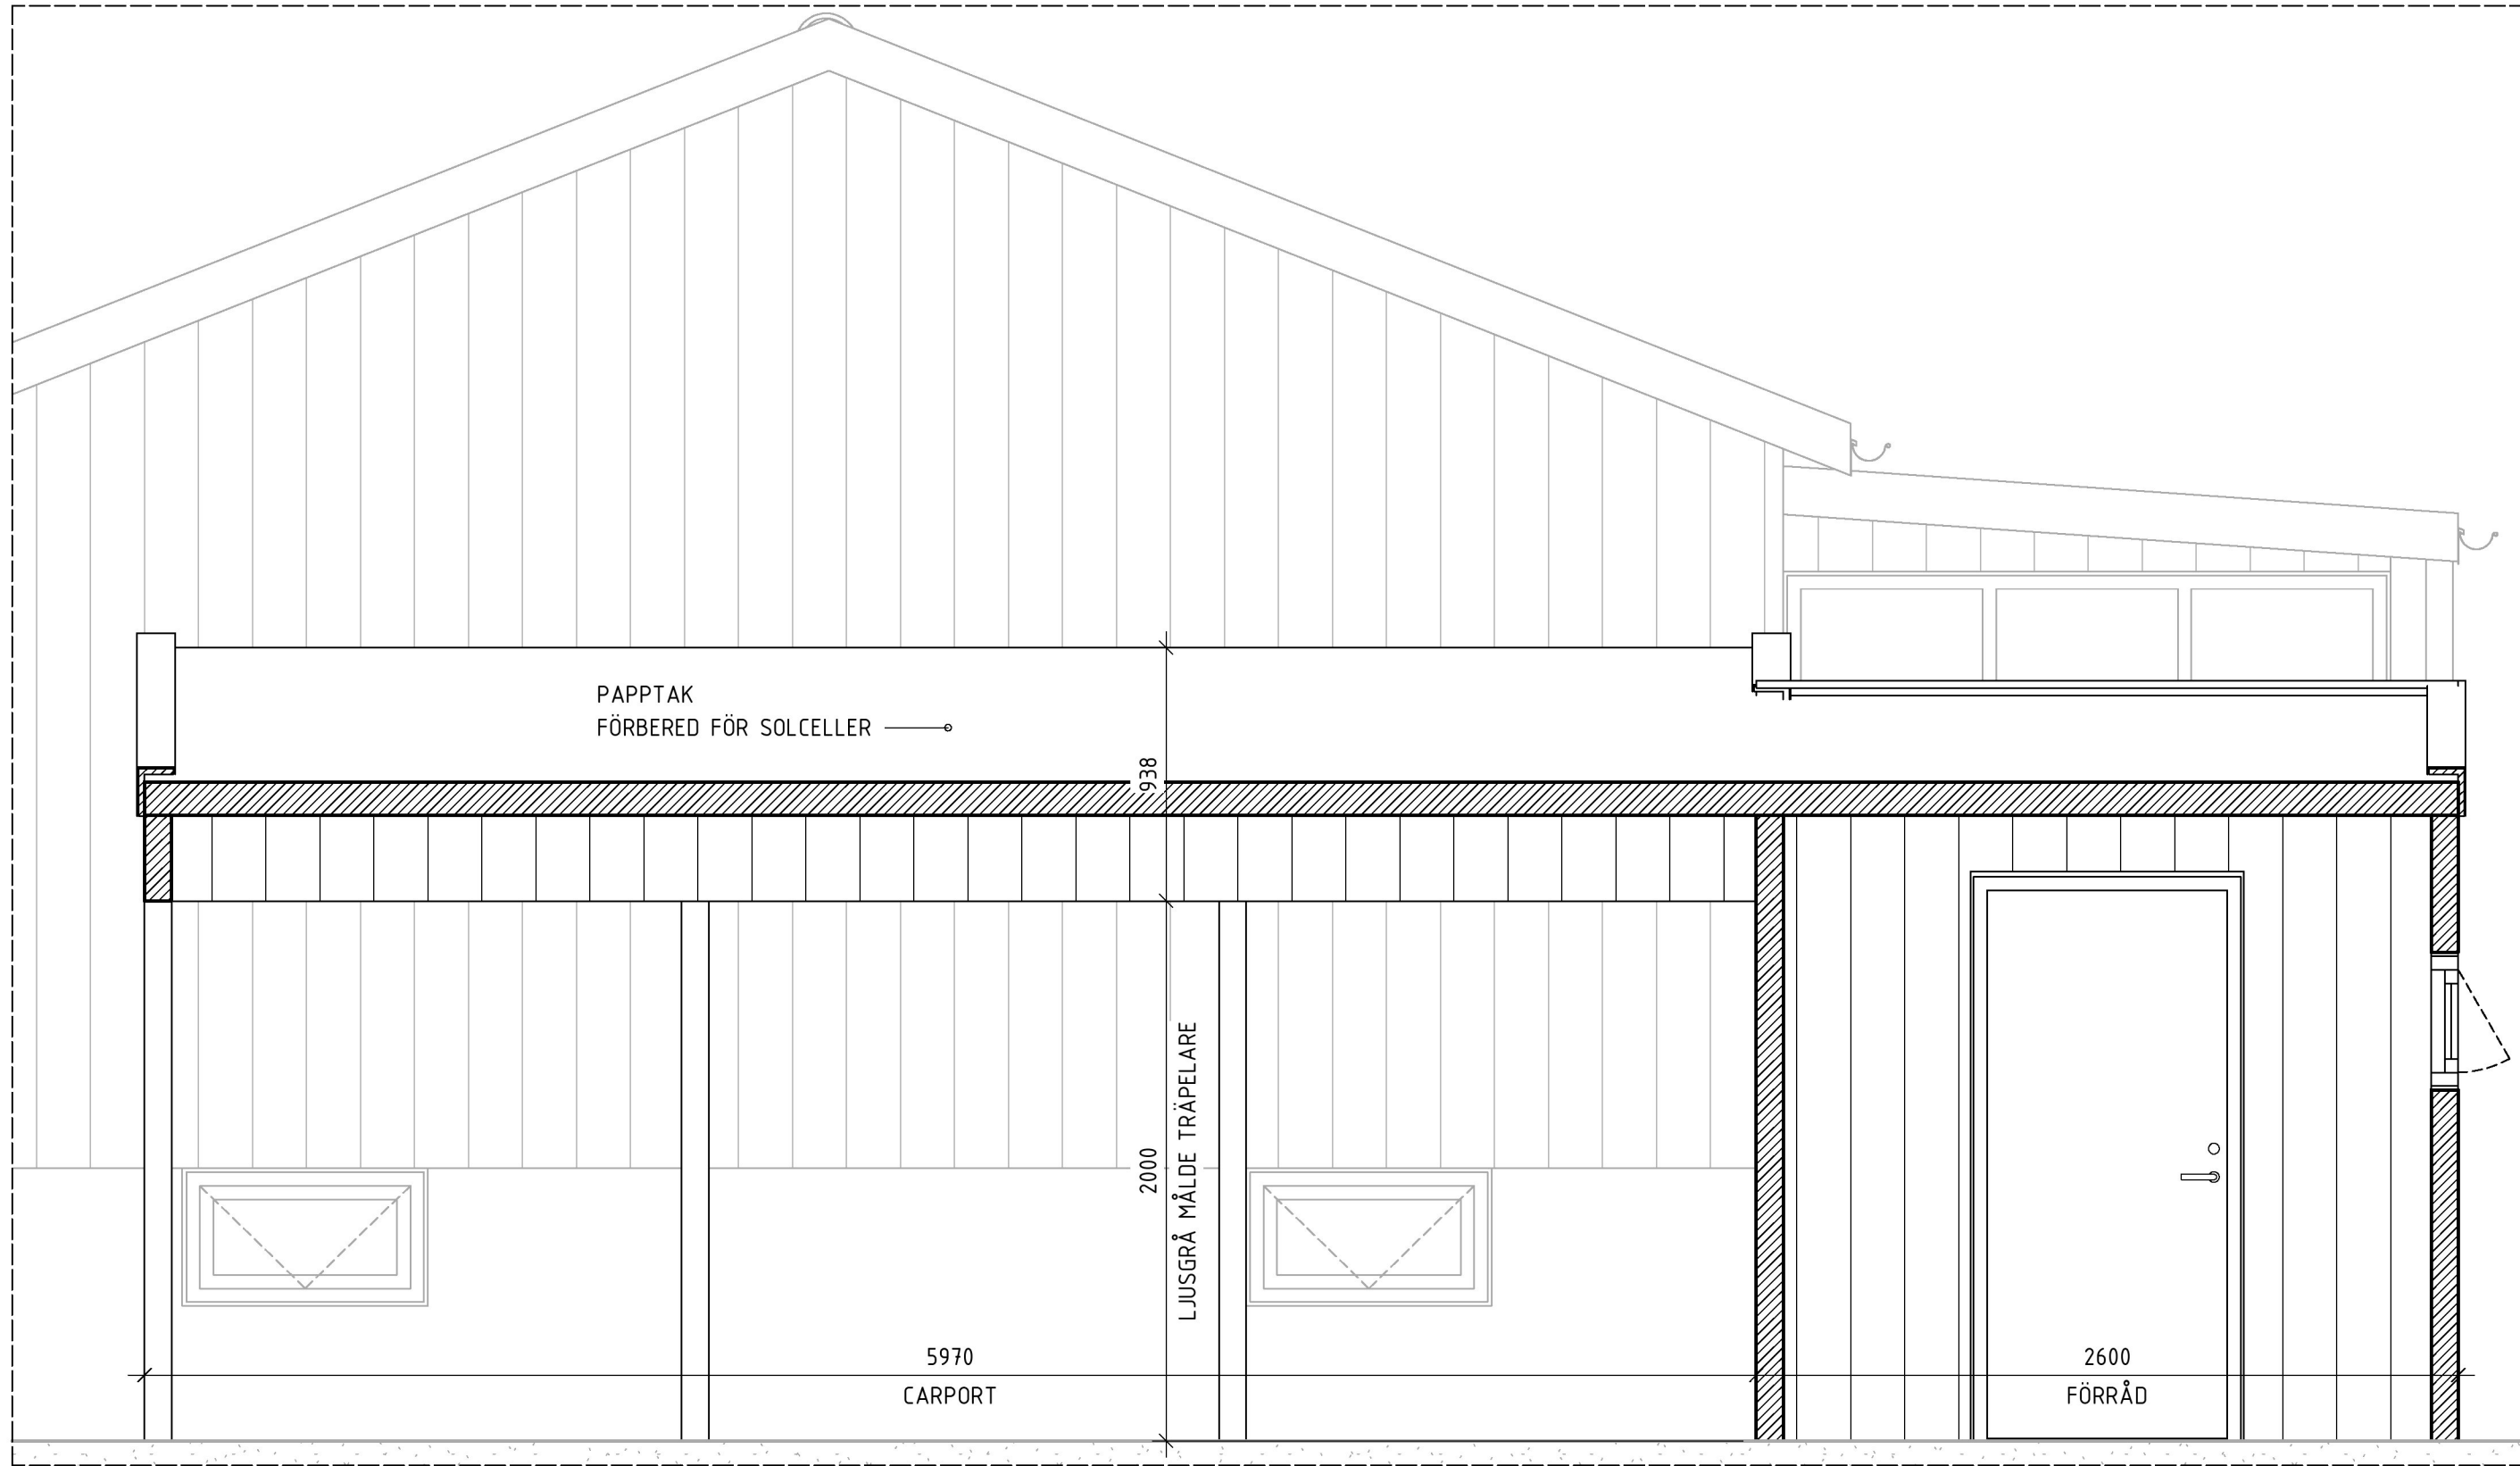 PAPPTAK
FÖRBERED FÖR SOLCELLER
938
2000
LJUSGRÅ MÅLDE TRÄPELARE
5970
CARPORT
2600
FÖRRÅD